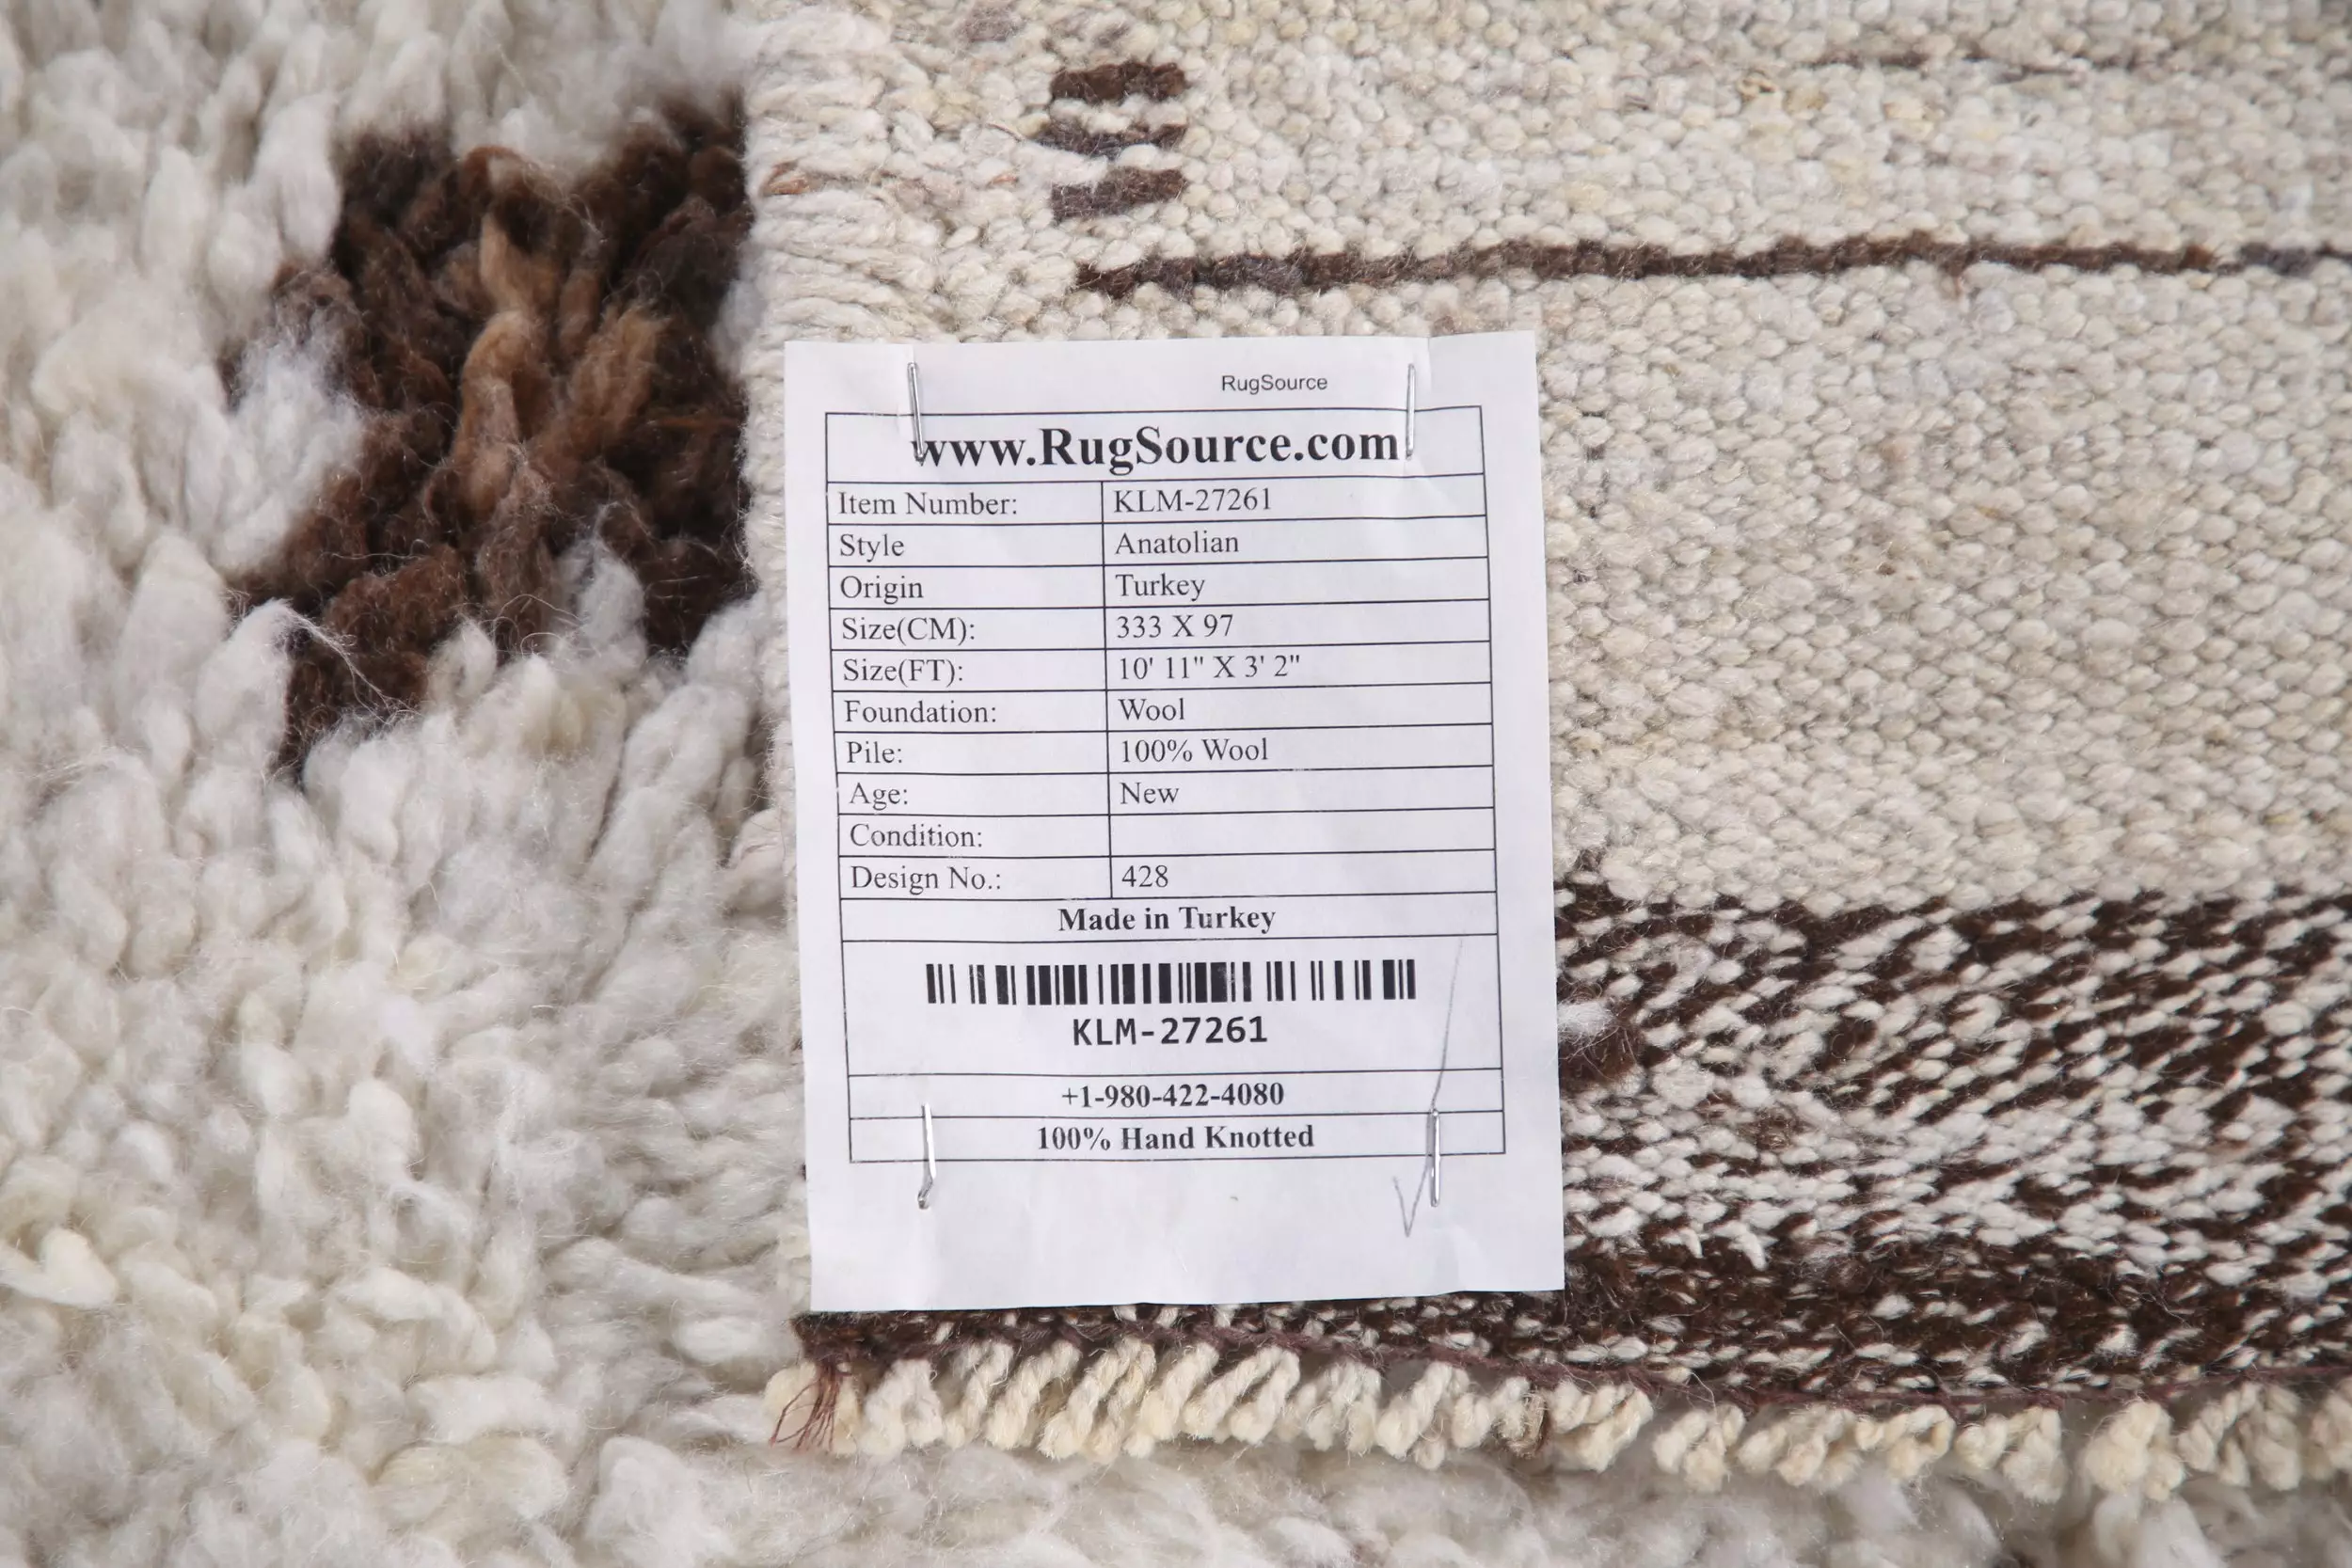 RugSource
www.RugSource.com
Item Number: KLM-27261
Style Anatolian
Origin Turkey
Size(CM): 333 X 97
Size(FT): 10' 11" X 3' 2"
Foundation: Wool
Pile: 100% Wool
Age: New
Condition:
Design No.: 428
Made in Turkey
KLM-27261
+1-980-422-4080
100% Hand Knotted